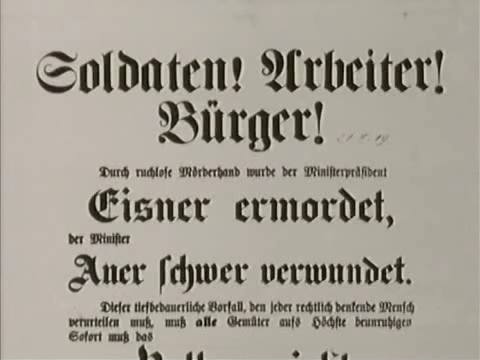 Soldaten! Arbeiter!
Bürger!
Durch ruchlose Mörderhand wurde der Ministerpräsident
Eisner ermordet,
der Minister
Auer schwer verwundet.
Dieser tiefbedauerliche Vorfall, den jeder rechtlich denkende Mensch
verurteilen muß, muß alle Gemüter aufs Höchste beunruhigen
Sofort muß das